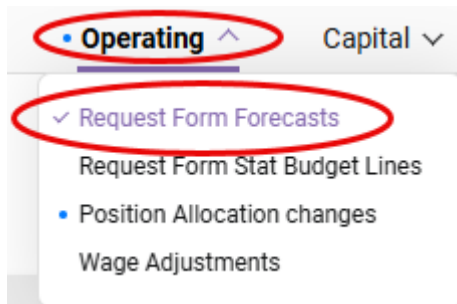 Operating Capital
Request Form Forecasts
Request Form Stat Budget Lines
Position Allocation changes
Wage Adjustments